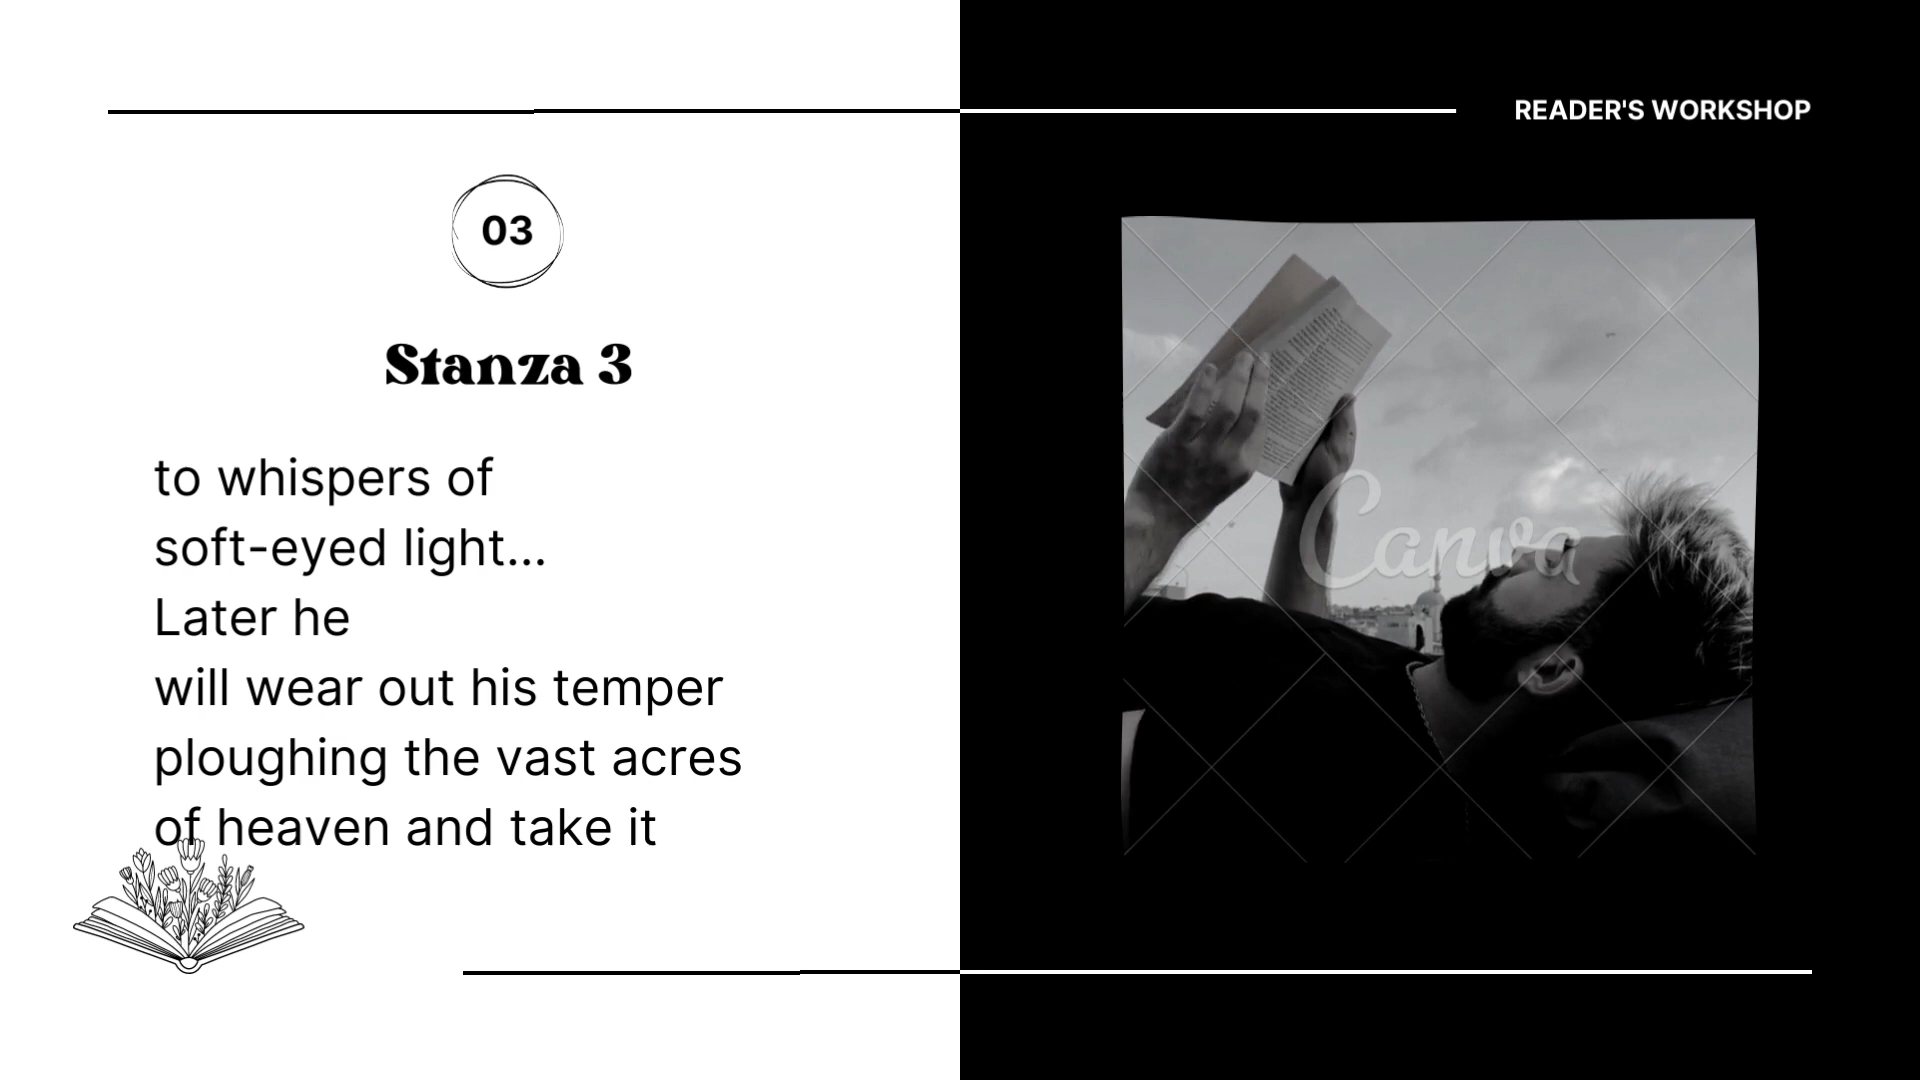 READER'S WORKSHOP
03
Stanza 3
to whispers of
soft-eyed light...
Later he
will wear out his temper
ploughing the vast acres
of heaven and take it
Canva